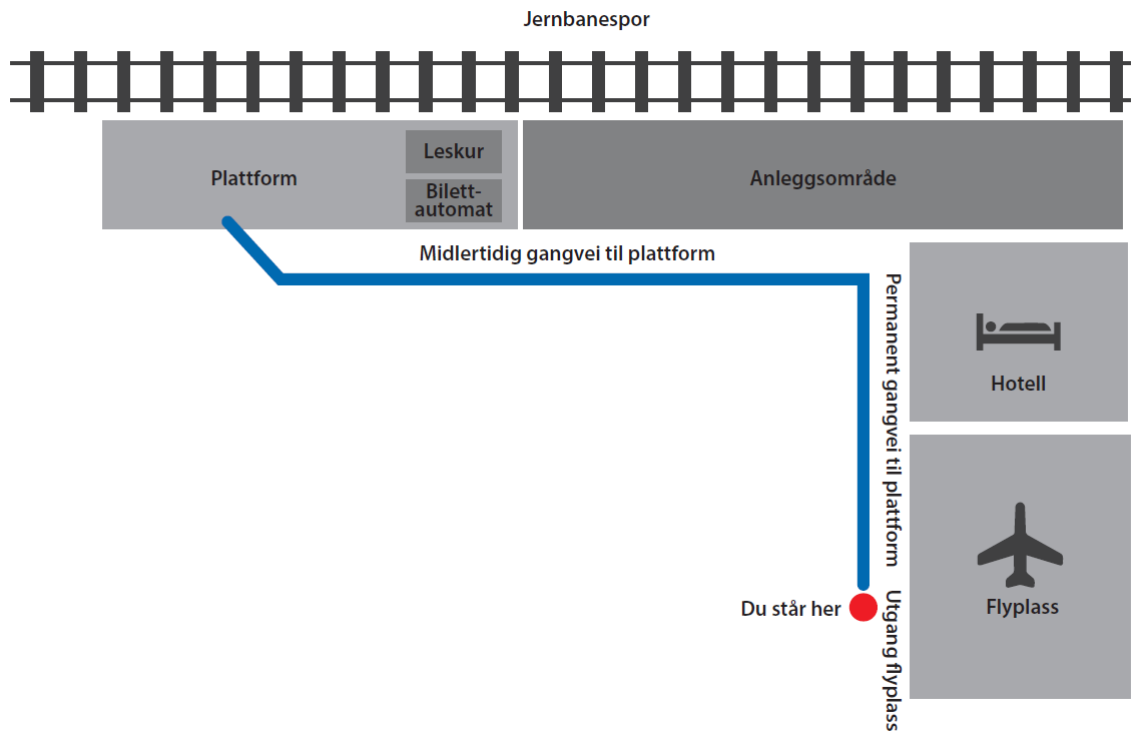 Jernbanespor
Leskur
Plattform
Anleggsområde
Bilett-
automat
Midlertidig gangvei til plattform
Permanent gangvei til plattform
Hotell
Du står her
Utgang flyplass
Flyplass